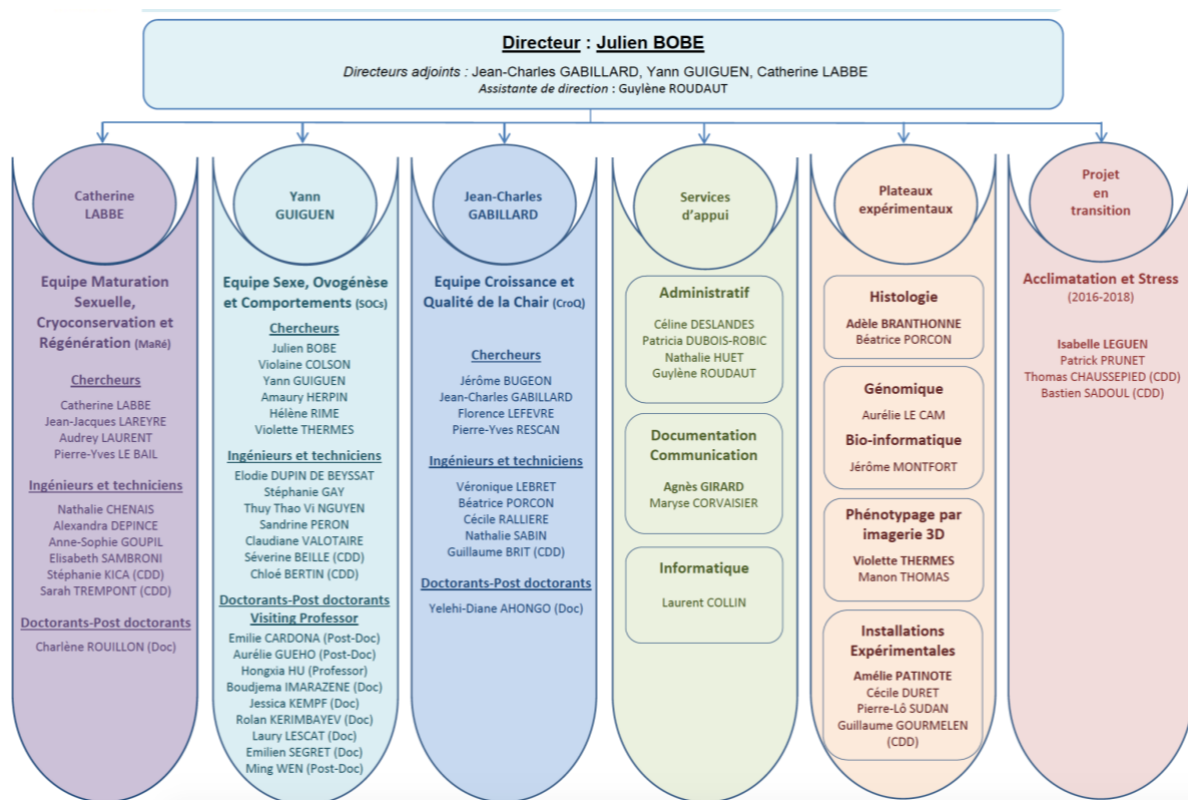 Directeur : Julien BOBE
Directeurs adjoints : Jean-Charles GABILLARD, Yann GUIGUEN, Catherine LABBE
Assistante de direction : Guylène ROUDAUT
Catherine
LABBE
Equipe Maturation
Sexuelle,
Cryoconservation et
Régénération (MaRé)
Chercheurs
Catherine LABBE
Jean-Jacques LAREYRE
Audrey LAURENT
Pierre-Yves LE BAIL
Ingénieurs et techniciens
Nathalie CHENAIS
Alexandra DEPINCE
Anne-Sophie GOUPIL
Elisabeth SAMBRONI
Stéphanie KICA (CDD)
Sarah TREMPONT (CDD)
Doctorants-Post doctorants
Charlène ROUILLON (Doc)
Yann
GUIGUEN
Equipe Sexe, Ovogénèse
et Comportements (SOCs)
Chercheurs
Julien BOBE
Violaine COLSON
Yann GUIGUEN
Amaury HERPIN
Hélène RIME
Violette THERMES
Ingénieurs et techniciens
Elodie DUPIN DE BEYSSAT
Stéphanie GAY
Thuy Thao Vi NGUYEN
Sandrine PERON
Claudiane VALOTAIRE
Séverine BEILLE (CDD)
Chloé BERTIN (CDD)
Doctorants-Post doctorants
Visiting Professor
Emilie CARDONA (Post-Doc)
Aurélie GUEHO (Post-Doc)
Hongxia HU (Professor)
Boudjema IMARAZENE (Doc)
Jessica KEMPF (Doc)
Rolan KERIMBAYEV (Doc)
Laury LESCAT (Doc)
Emilien SEGRET (Doc)
Ming WEN (Post-Doc)
Jean-Charles
GABILLARD
Equipe Croissance et
Qualité de la Chair (CroQ)
Chercheurs
Jérôme BUGEON
Jean-Charles GABILLARD
Florence LEFEVRE
Pierre-Yves RESCAN
Ingénieurs et techniciens
Véronique LEBRET
Béatrice PORCON
Cécile RALLIERE
Nathalie SABIN
Guillaume BRIT (CDD)
Doctorants-Post doctorants
Yelehi-Diane AHONGO (Doc)
Services
d'appui
Administratif
Céline DESLANDES
Patricia DUBOIS-ROBIC
Nathalie HUET
Guylène ROUDAUT
Documentation
Communication
Agnès GIRARD
Maryse CORVAISIER
Informatique
Laurent COLLIN
Plateaux
expérimentaux
Histologie
Adèle BRANTHONNE
Béatrice PORCON
Génomique
Aurélie LE CAM
Bio-informatique
Jérôme MONTFORT
Phénotypage par
imagerie 3D
Violette THERMES
Manon THOMAS
Installations
Expérimentales
Amélie PATINOTE
Cécile DURET
Pierre-Lô SUDAN
Guillaume GOURMELEN
(CDD)
Projet
en
transition
Acclimatation et Stress
(2016-2018)
Isabelle LEGUEN
Patrick PRUNET
Thomas CHAUSSEPIED (CDD)
Bastien SADOUL (CDD)